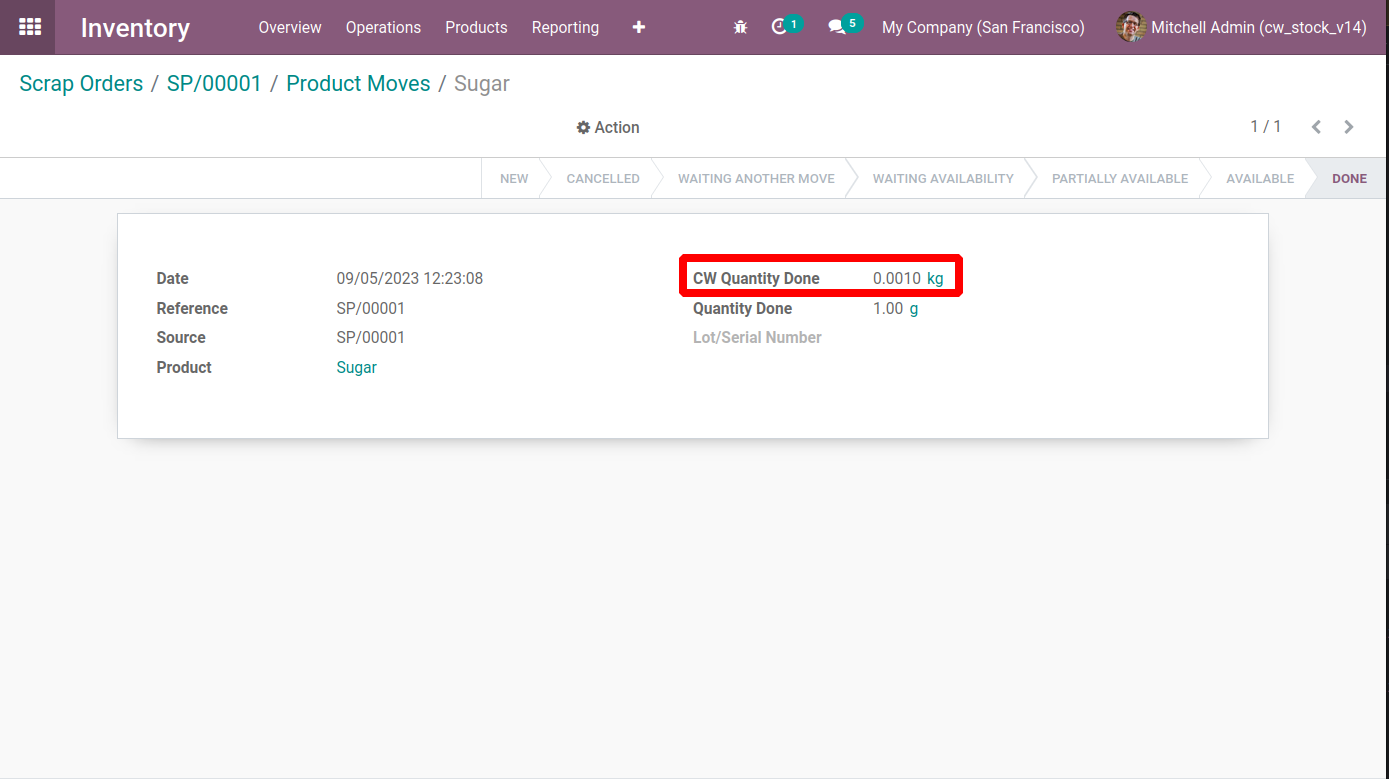 Inventory Overview Operations Products Reporting 1 5 My Company (San Francisco) Mitchell Admin (cw_stock_v14)
Scrap Orders / SP/00001 / Product Moves / Sugar
Action 1 / 1
NEW CANCELLED WAITING ANOTHER MOVE WAITING AVAILABILITY PARTIALLY AVAILABLE AVAILABLE DONE
Date 09/05/2023 12:23:08 CW Quantity Done 0.0010 kg
Reference SP/00001 Quantity Done 1.00 g
Source SP/00001 Lot/Serial Number
Product Sugar